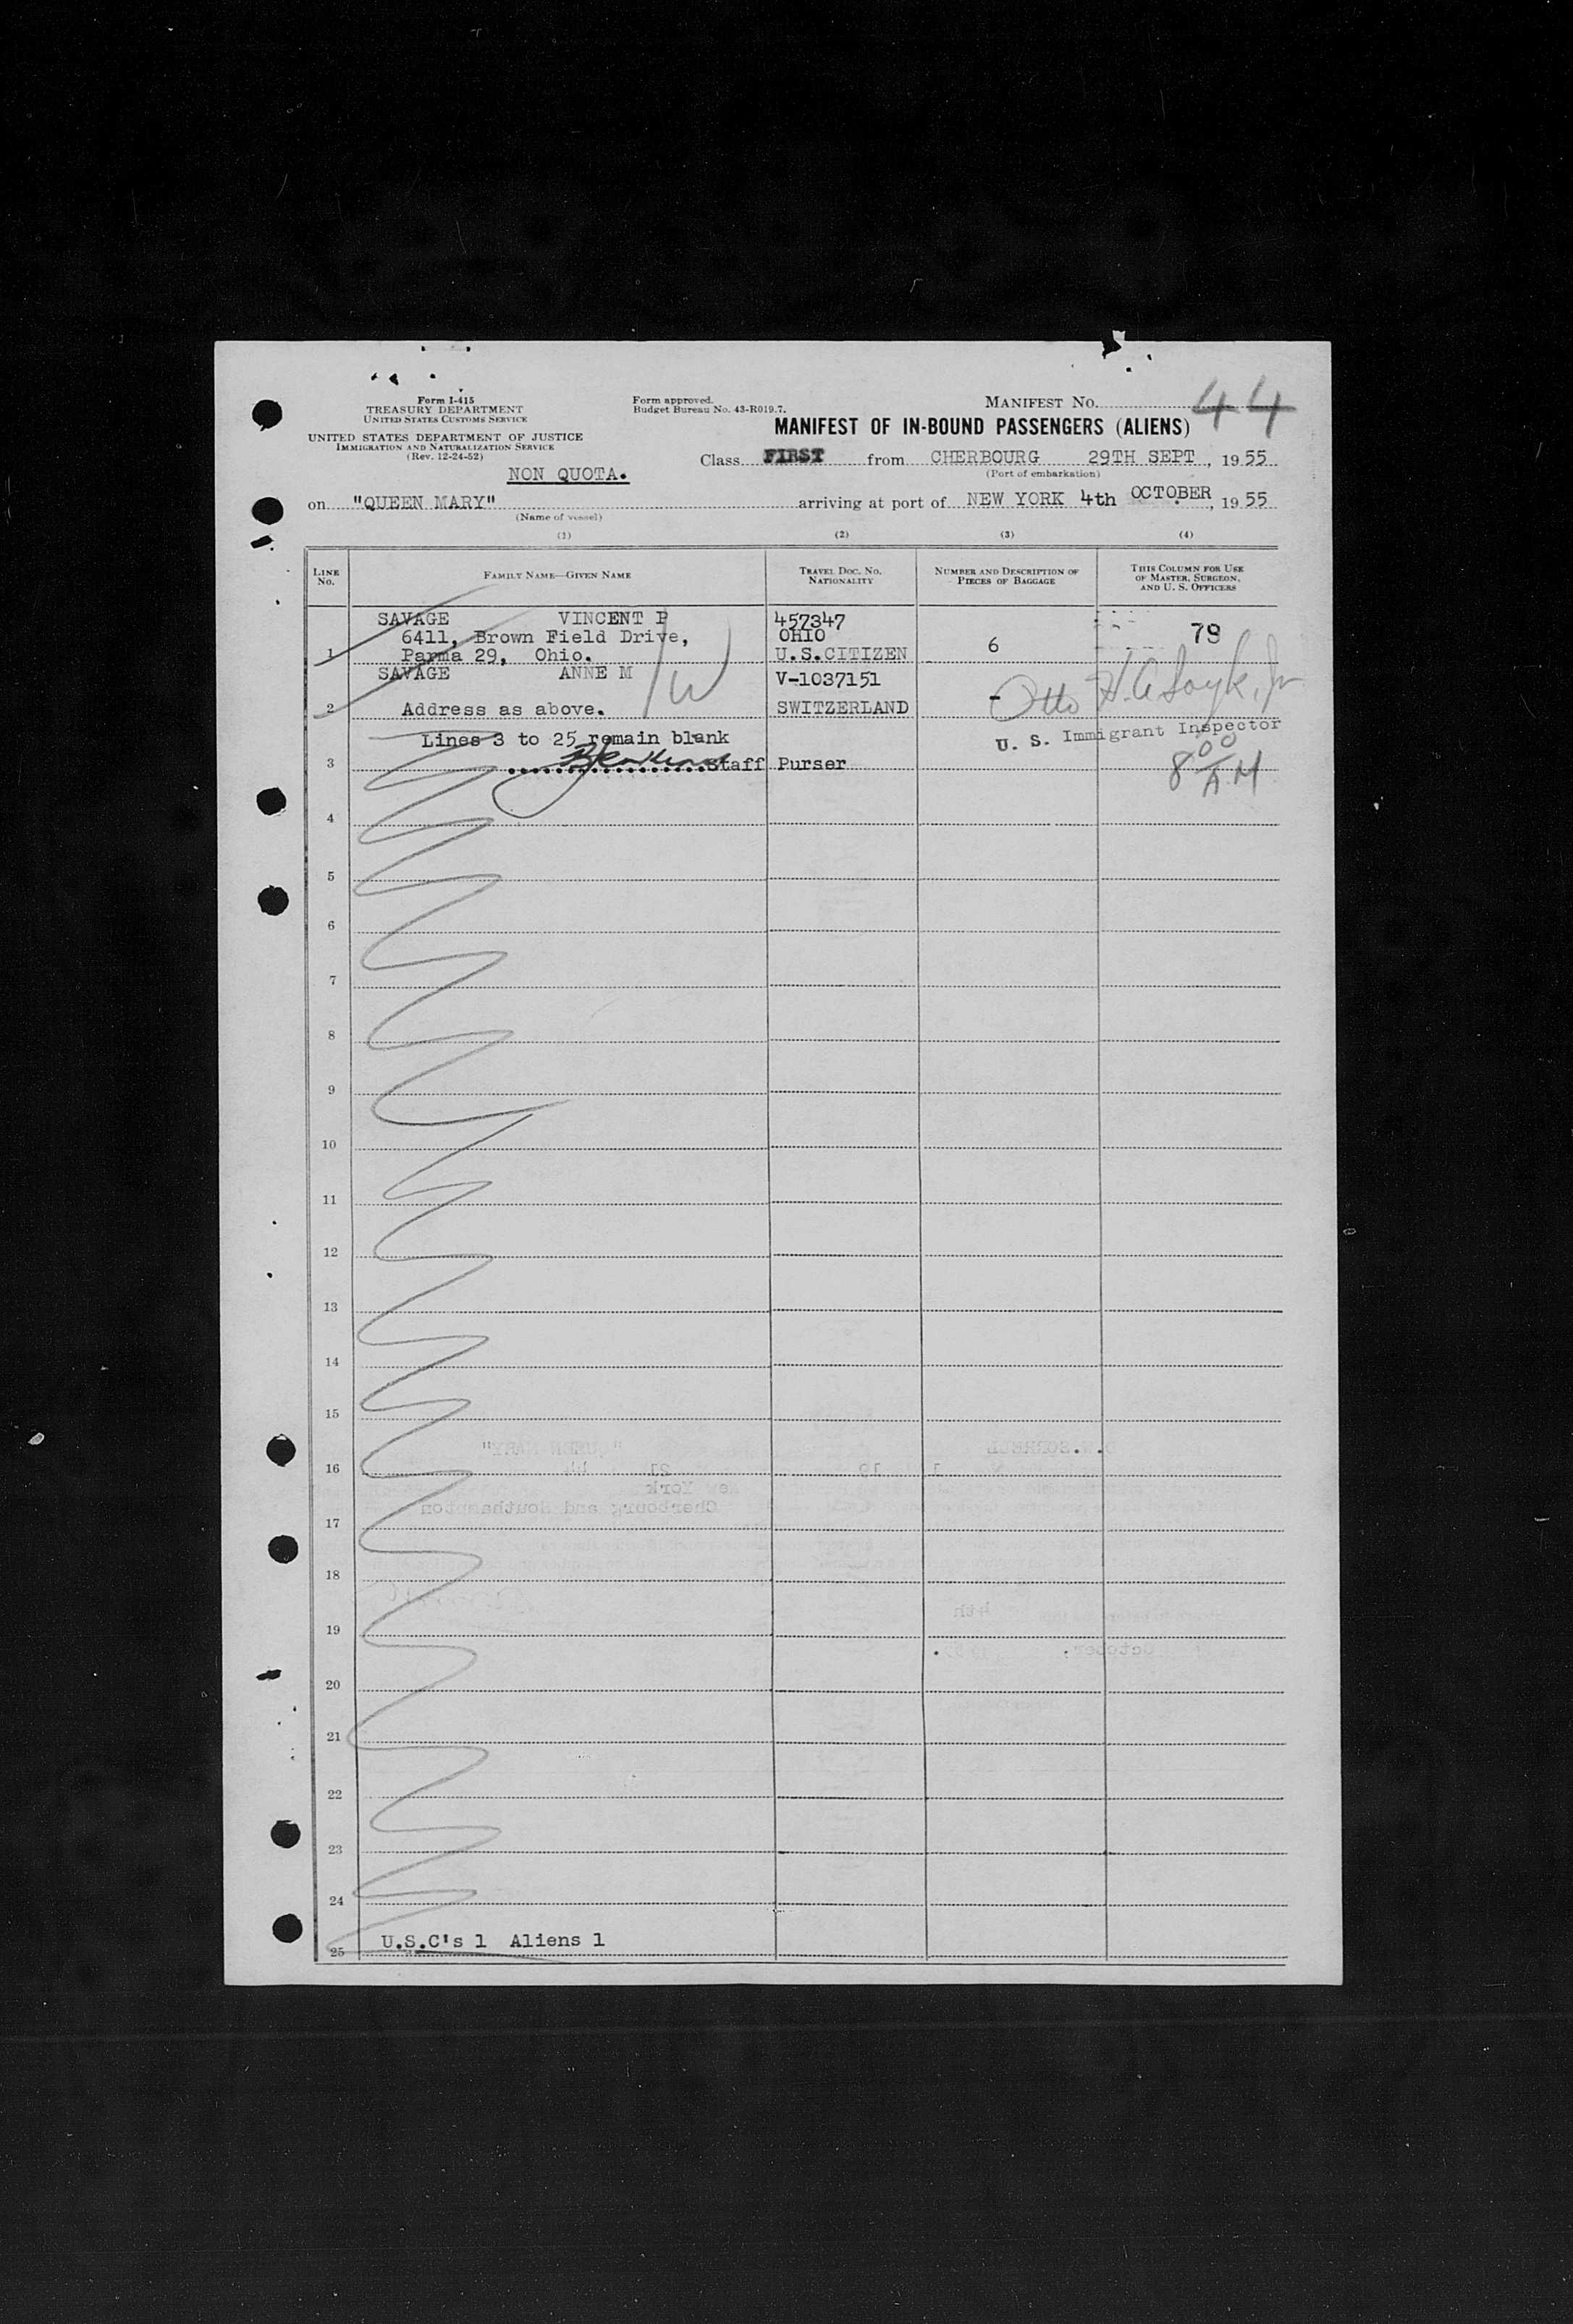 Form I-415
TREASURY DEPARTMENT
UNITED STATES CUSTOMS SERVICE
UNITED STATES DEPARTMENT OF JUSTICE
IMMIGRATION AND NATURALIZATION SERVICE
(Rev. 12-24-52)
Form approved.
Budget Bureau No. 43-R019.7.
MANIFEST NO. 44
MANIFEST OF IN-BOUND PASSENGERS (ALIENS)
NON QUOTA.
Class FIRST from CHERBOURG 29TH SEPT, 1955
(Port of embarkation)
on "QUEEN MARY" arriving at port of NEW YORK 4th OCTOBER, 1955
(Name of vessel)
(1) (2) (3) (4)
LINE NO.
FAMILY NAME—GIVEN NAME
TRAVEL DOC. NO.
NATIONALITY
NUMBER AND DESCRIPTION OF
PIECES OF BAGGAGE
THIS COLUMN FOR USE
OF MASTER, SURGEON,
AND U. S. OFFICERS
SAVAGE VINCENT P 457347
6411, Brown Field Drive, OHIO 6 79
1 Parma 29, Ohio. U.S.CITIZEN
SAVAGE ANNE M V-1037151
W
2 Address as above. SWITZERLAND -
Otto
U. S. Immigrant Inspector
Lines 3 to 25 remain blank
3 Staff Purser
8 00 AM
4
5
6
7
8
9
10
11
12
13
14
15
16
17
18
19
20
21
22
23
24
25 U.S.C's 1 Aliens 1